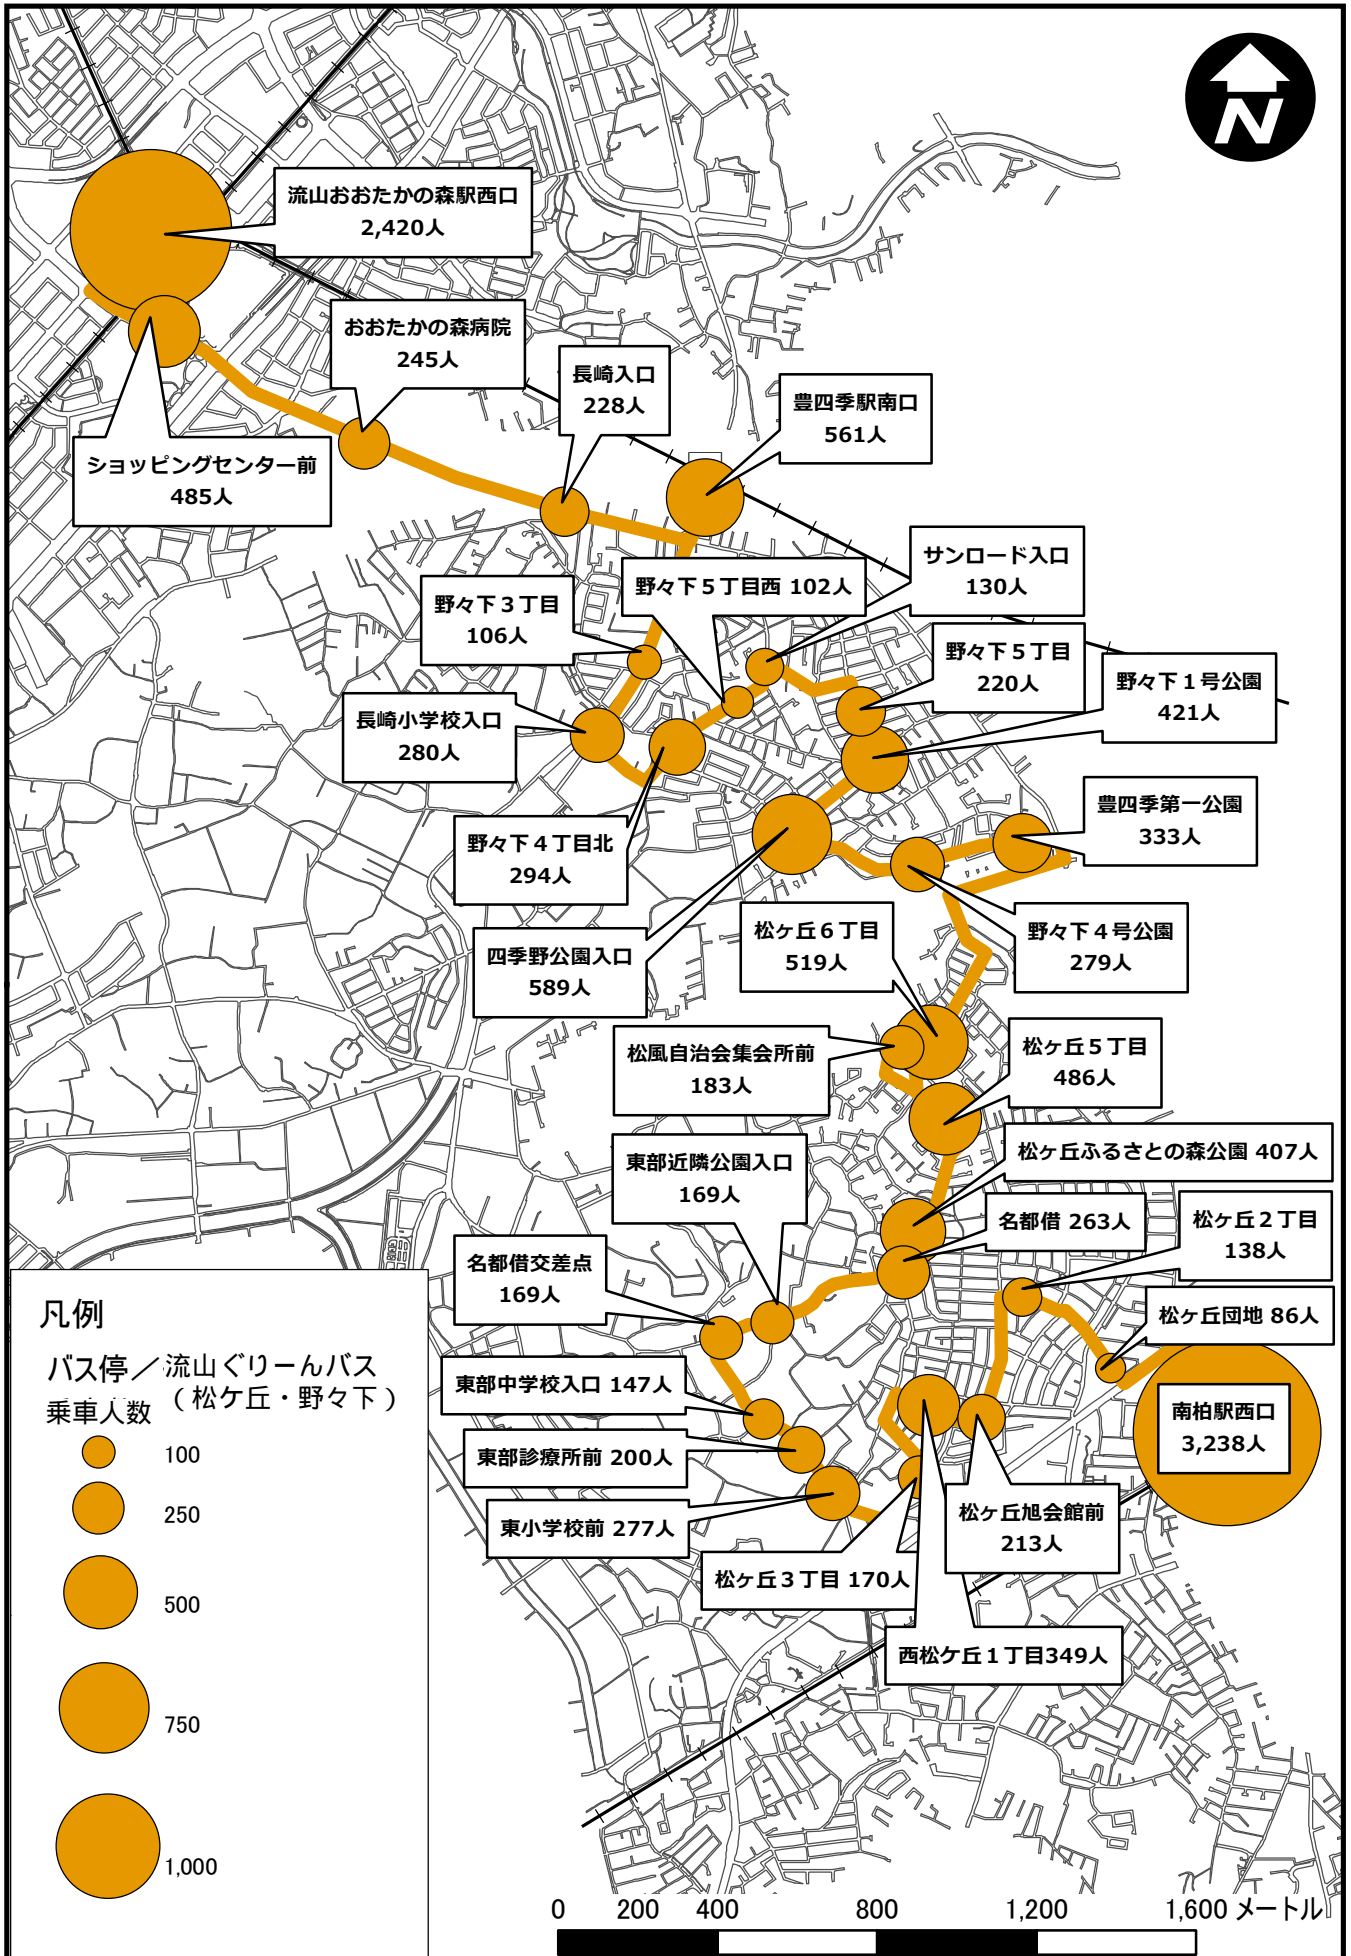 N
流山おおたかの森駅西口
2,420人
おおたかの森病院
245人
長崎入口
228人
豊四季駅南口
561人
ショッピングセンター前
485人
サンロード入口
130人
野々下５丁目西 102人
野々下３丁目
106人
野々下５丁目
220人
野々下１号公園
421人
長崎小学校入口
280人
豊四季第一公園
333人
野々下４丁目北
294人
松ヶ丘６丁目
519人
野々下４号公園
279人
四季野公園入口
589人
松風自治会集会所前
183人
松ヶ丘５丁目
486人
松ヶ丘ふるさとの森公園 407人
東部近隣公園入口
169人
名都借 263人
松ヶ丘２丁目
138人
名都借交差点
169人
松ヶ丘団地 86人
東部中学校入口 147人
南柏駅西口
3,238人
東部診療所前 200人
東小学校前 277人
松ヶ丘旭会館前
213人
松ヶ丘３丁目 170人
西松ケ丘１丁目349人
凡例
バス停／流山ぐりーんバス
乗車人数 （松ケ丘・野々下）
100
250
500
750
1,000
0 200 400 800 1,200 1,600 メートル